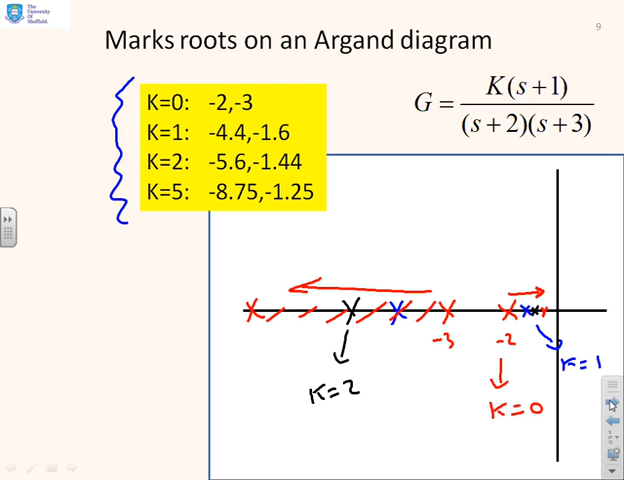 The
University
Of
Sheffield.
9
Marks roots on an Argand diagram
K=0: -2,-3
K=1: -4.4,-1.6
K=2: -5.6,-1.44
K=5: -8.75,-1.25
G = K(s+1) / (s+2)(s+3)
-3
-2
K=1
K=2
K=0